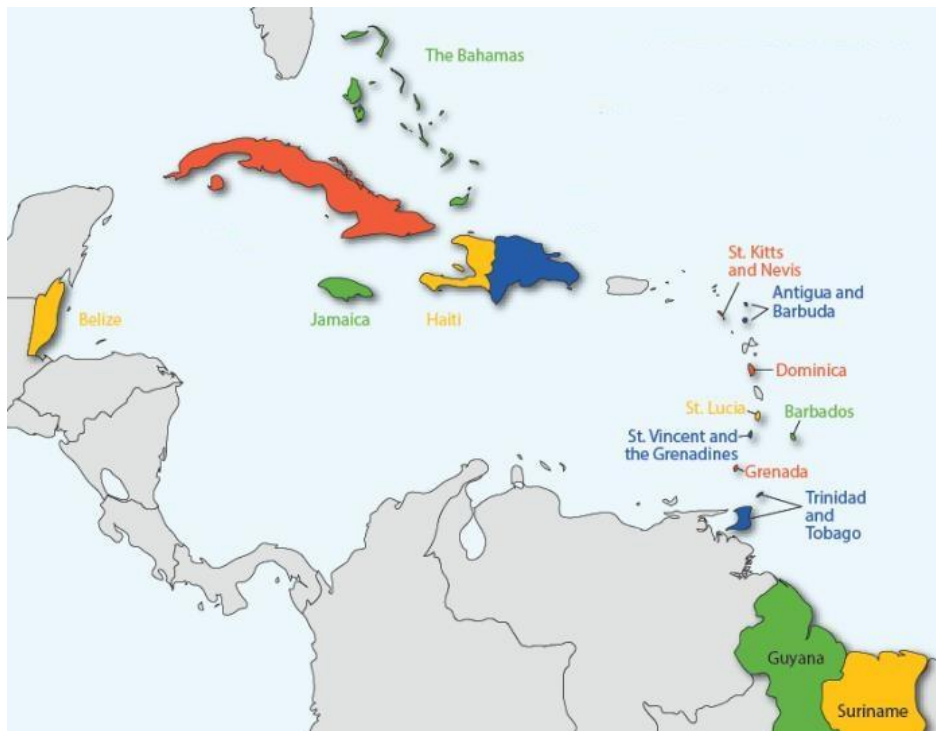 The Bahamas
St. Kitts
and Nevis
Antigua and
Barbuda
Belize
Jamaica
Haiti
Dominica
St. Lucia
Barbados
St. Vincent and
the Grenadines
Grenada
Trinidad
and
Tobago
Guyana
Suriname